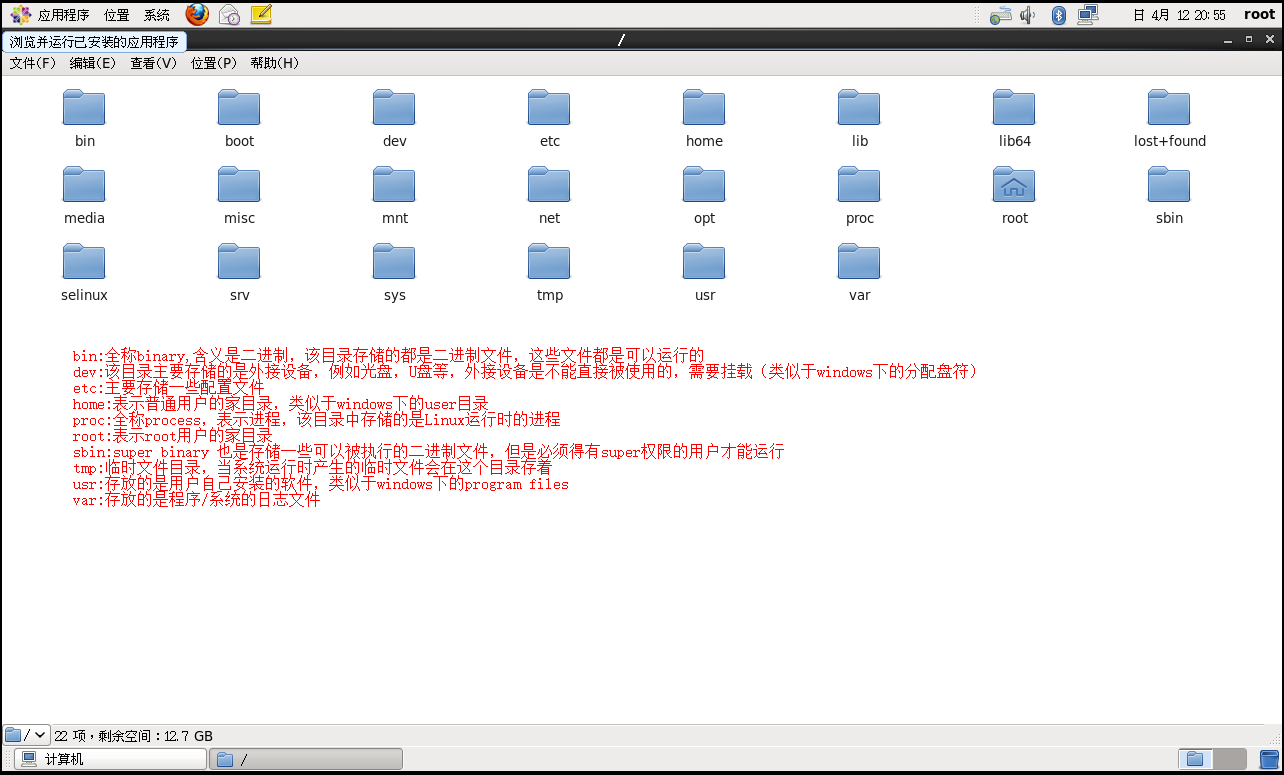 应用程序 位置 系统 日 4月 12 20:55 root
浏览并运行已安装的应用程序 /
文件(F) 编辑(E) 查看(V) 位置(P) 帮助(H)
bin boot dev etc home lib lib64 lost+found
media misc mnt net opt proc root sbin
selinux srv sys tmp usr var
bin:全称binary,含义是二进制，该目录存储的都是二进制文件，这些文件都是可以运行的
dev:该目录主要存储的是外接设备，例如光盘，U盘等，外接设备是不能直接被使用的，需要挂载（类似于windows下的分配盘符）
etc:主要存储一些配置文件
home:表示普通用户的家目录，类似于windows下的user目录
proc:全称process，表示进程，该目录中存储的是Linux运行时的进程
root:表示root用户的家目录
sbin:super binary 也是存储一些可以被执行的二进制文件，但是必须得有super权限的用户才能运行
tmp:临时文件目录，当系统运行时产生的临时文件会在这个目录存着
usr:存放的是用户自己安装的软件，类似于windows下的program files
var:存放的是程序/系统的日志文件
/ 22 项，剩余空间：12.7 GB
计算机 /